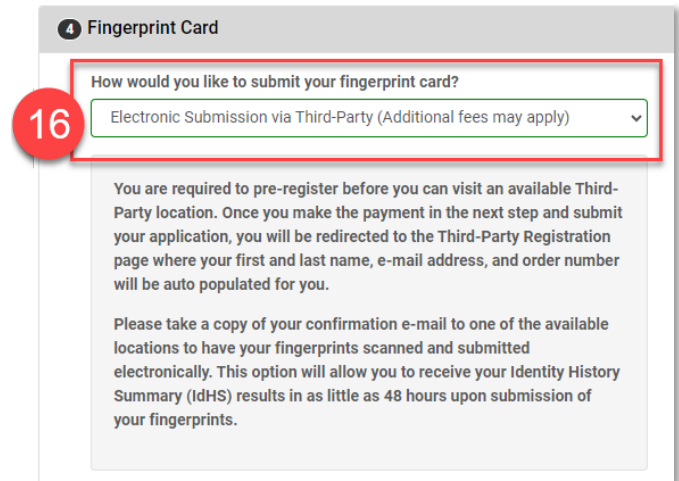 4 Fingerprint Card
How would you like to submit your fingerprint card?
16
Electronic Submission via Third-Party (Additional fees may apply)
You are required to pre-register before you can visit an available Third-
Party location. Once you make the payment in the next step and submit
your application, you will be redirected to the Third-Party Registration
page where your first and last name, e-mail address, and order number
will be auto populated for you.
Please take a copy of your confirmation e-mail to one of the available
locations to have your fingerprints scanned and submitted
electronically. This option will allow you to receive your Identity History
Summary (IdHS) results in as little as 48 hours upon submission of
your fingerprints.